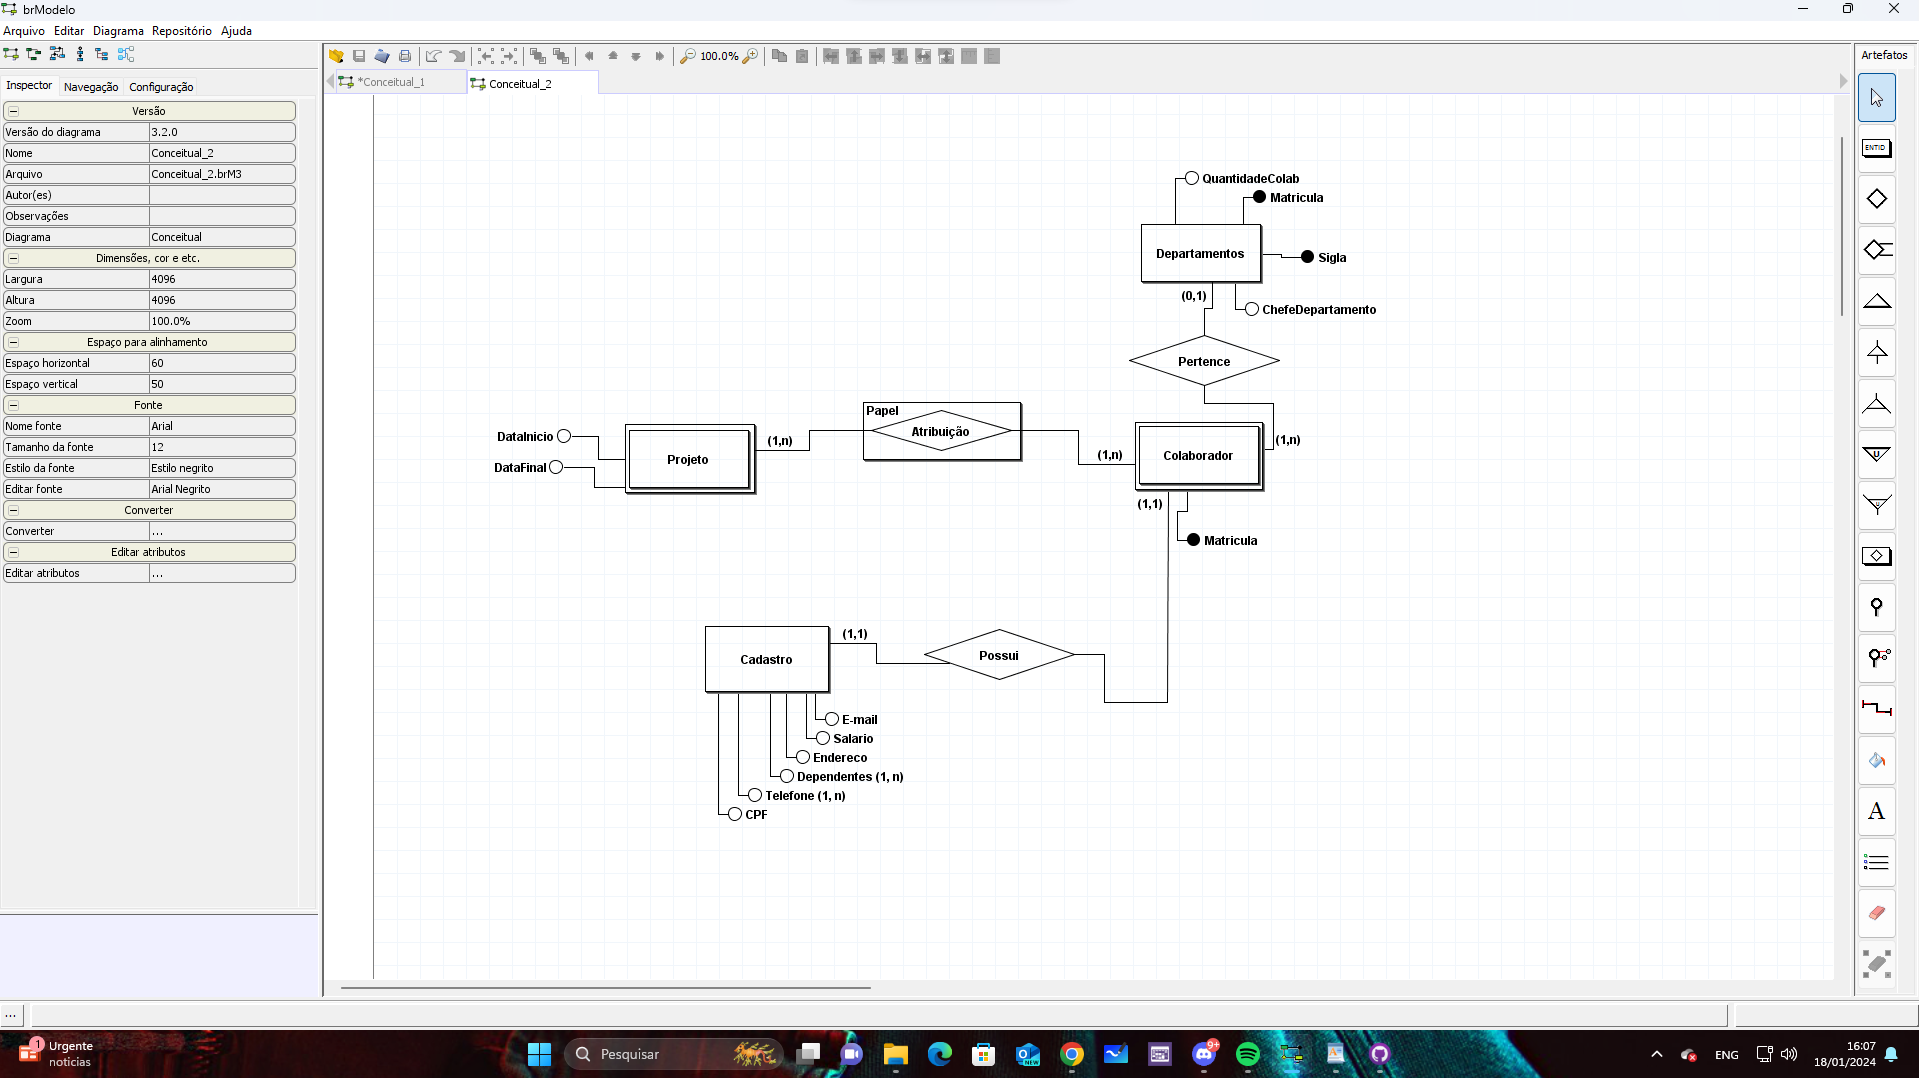 brModelo
Arquivo Editar Diagrama Repositório Ajuda
100.0%
Artefatos
Inspector Navegação Configuração
*Conceitual_1 Conceitual_2
Versão
Versão do diagrama 3.2.0
Nome Conceitual_2
Arquivo Conceitual_2.brM3
Autor(es)
Observações
Diagrama Conceitual
Dimensões, cor e etc.
Largura 4096
Altura 4096
Zoom 100.0%
Espaço para alinhamento
Espaço horizontal 60
Espaço vertical 50
Fonte
Nome fonte Arial
Tamanho da fonte 12
Estilo da fonte Estilo negrito
Editar fonte Arial Negrito
Converter
Converter ...
Editar atributos
Editar atributos ...
QuantidadeColab
Matricula
Departamentos
Sigla
(0,1)
ChefeDepartamento
Pertence
Papel
Atribuição
DataInicio
DataFinal
Projeto
(1,n)
(1,n)
Colaborador
(1,n)
(1,1)
Matricula
Cadastro
(1,1)
Possui
E-mail
Salario
Endereco
Dependentes (1, n)
Telefone (1, n)
CPF
ENTID
U
U
A
...
1
Urgente
noticias
Pesquisar
NEW
9+
ENG
16:07
18/01/2024